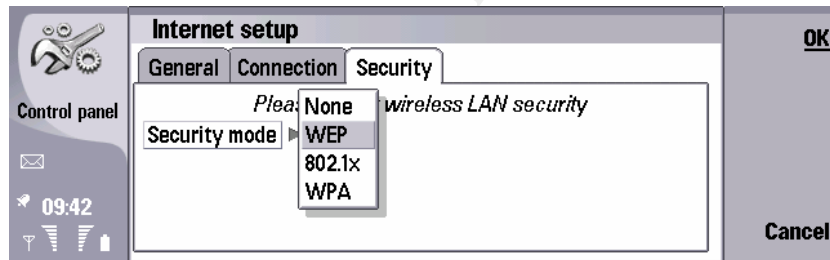 Internet setup
OK
General Connection Security
Control panel
wireless LAN security
Security mode
None
WEP
802.1x
WPA
09:42
Cancel